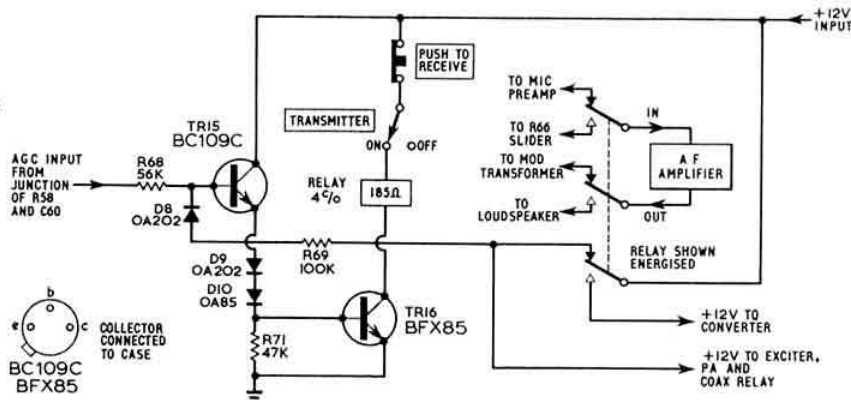 +12V
INPUT
PUSH TO
RECEIVE
TRANSMITTER
ON
OFF
RELAY
4 c/o
185Ω
TR15
BC109C
AGC INPUT
FROM
JUNCTION
OF R58
AND C60
R68
56K
D8
OA202
D9
OA202
D10
OA85
R69
100K
R71
47K
TR16
BFX85
TO MIC
PREAMP
TO R66
SLIDER
TO MOD
TRANSFORMER
TO
LOUDSPEAKER
IN
A F
AMPLIFIER
OUT
RELAY SHOWN
ENERGISED
+12V TO
CONVERTER
+12V TO EXCITER,
PA AND
COAX RELAY
b
e
c
COLLECTOR
CONNECTED
TO CASE
BC109C
BFX85